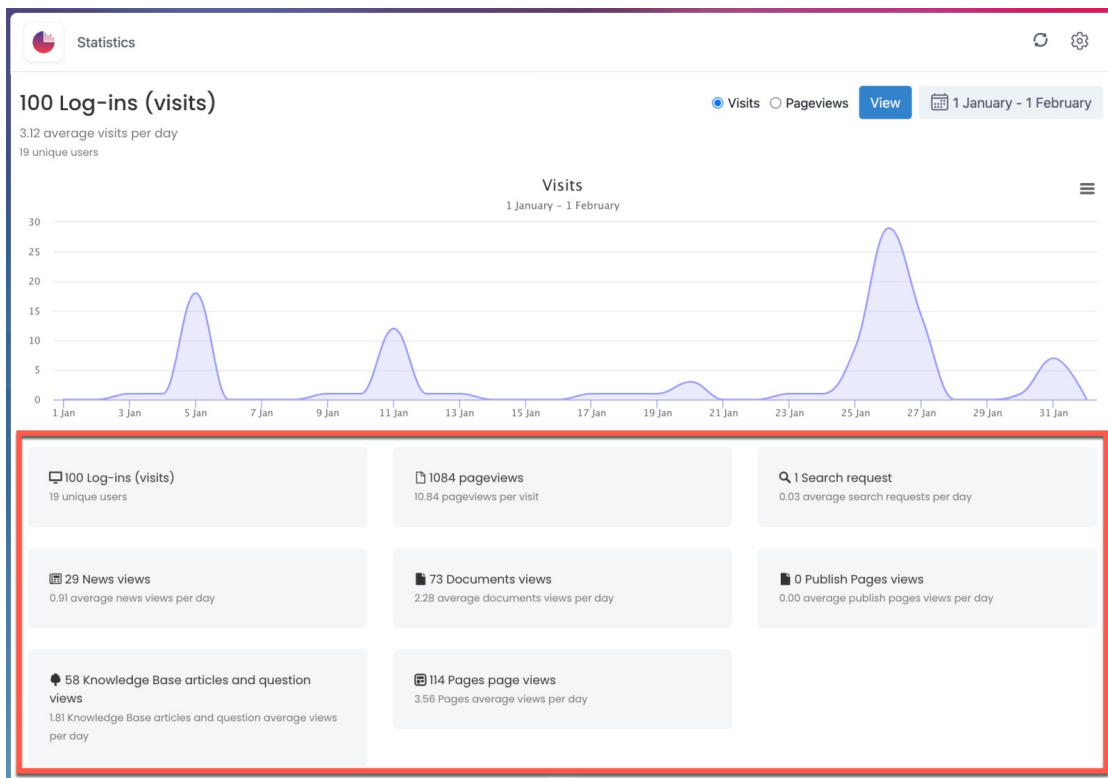 Statistics
100 Log-ins (visits)
Visits
Pageviews
View
1 January - 1 February
3.12 average visits per day
19 unique users
Visits
1 January – 1 February
30
25
20
15
10
5
0
1 Jan 3 Jan 5 Jan 7 Jan 9 Jan 11 Jan 13 Jan 15 Jan 17 Jan 19 Jan 21 Jan 23 Jan 25 Jan 27 Jan 29 Jan 31 Jan
100 Log-ins (visits)
19 unique users
1084 pageviews
10.84 pageviews per visit
1 Search request
0.03 average search requests per day
29 News views
0.91 average news views per day
73 Documents views
2.28 average documents views per day
0 Publish Pages views
0.00 average publish pages views per day
58 Knowledge Base articles and question
views
1.81 Knowledge Base articles and question average views
per day
114 Pages page views
3.56 Pages average views per day